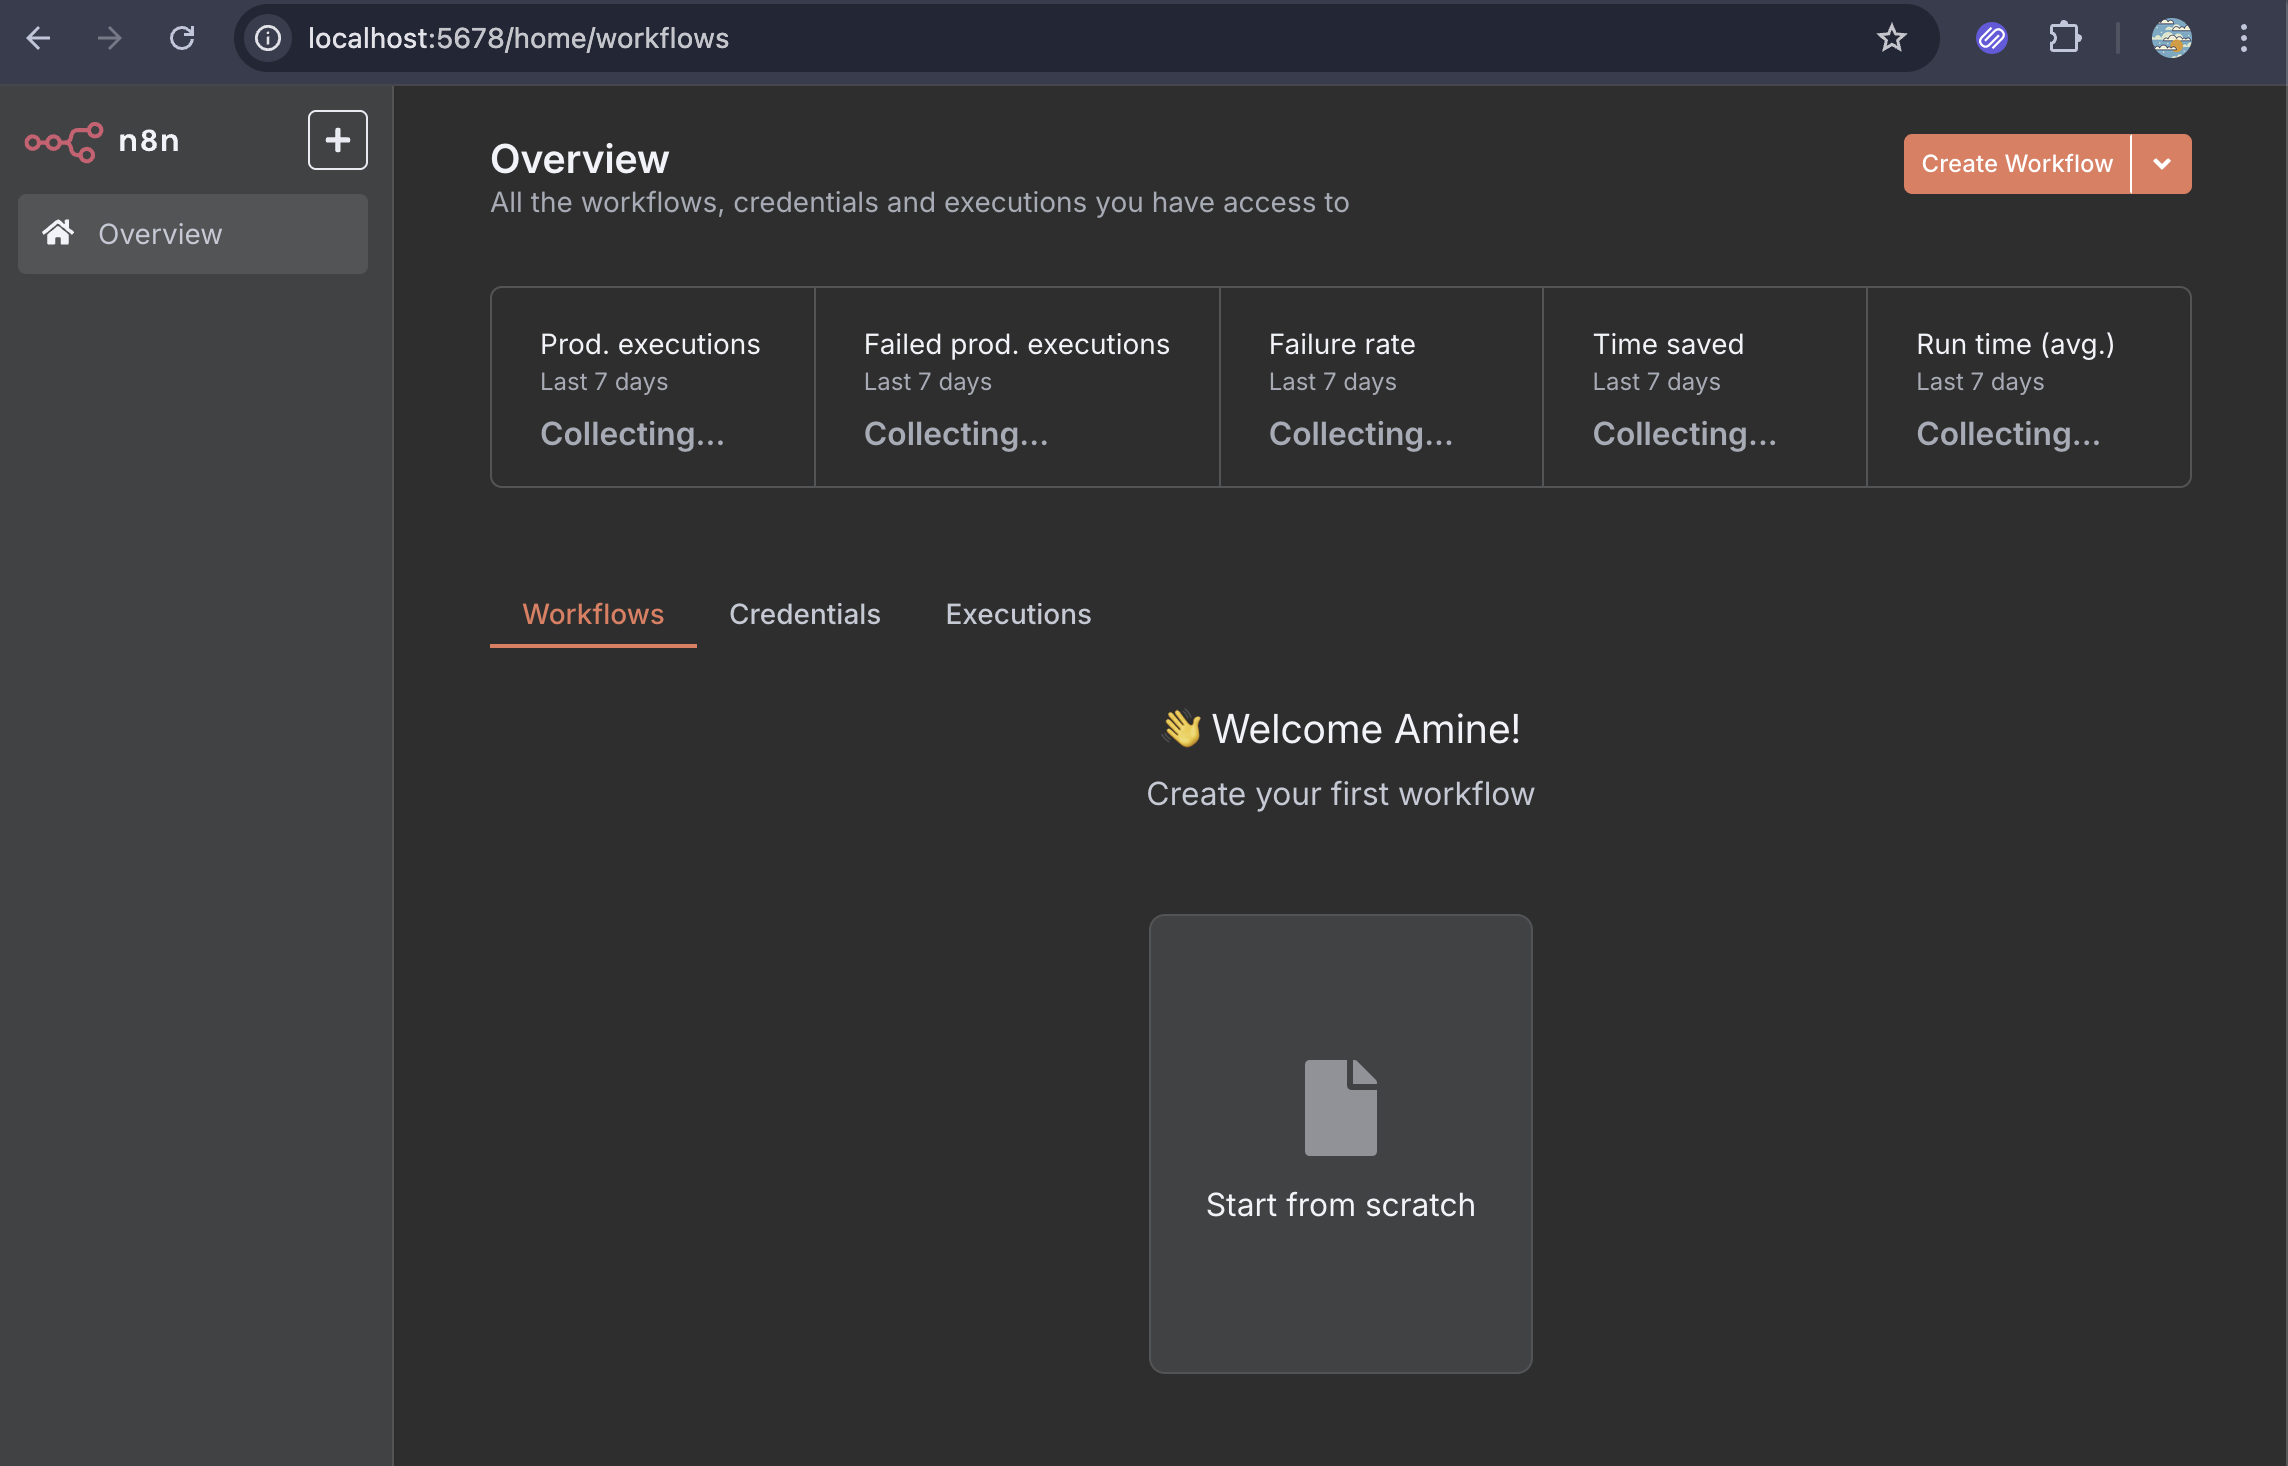 localhost:5678/home/workflows
n8n
Overview
Overview
All the workflows, credentials and executions you have access to
Create Workflow
Prod. executions
Last 7 days
Collecting...
Failed prod. executions
Last 7 days
Collecting...
Failure rate
Last 7 days
Collecting...
Time saved
Last 7 days
Collecting...
Run time (avg.)
Last 7 days
Collecting...
Workflows Credentials Executions
👋 Welcome Amine!
Create your first workflow
Start from scratch